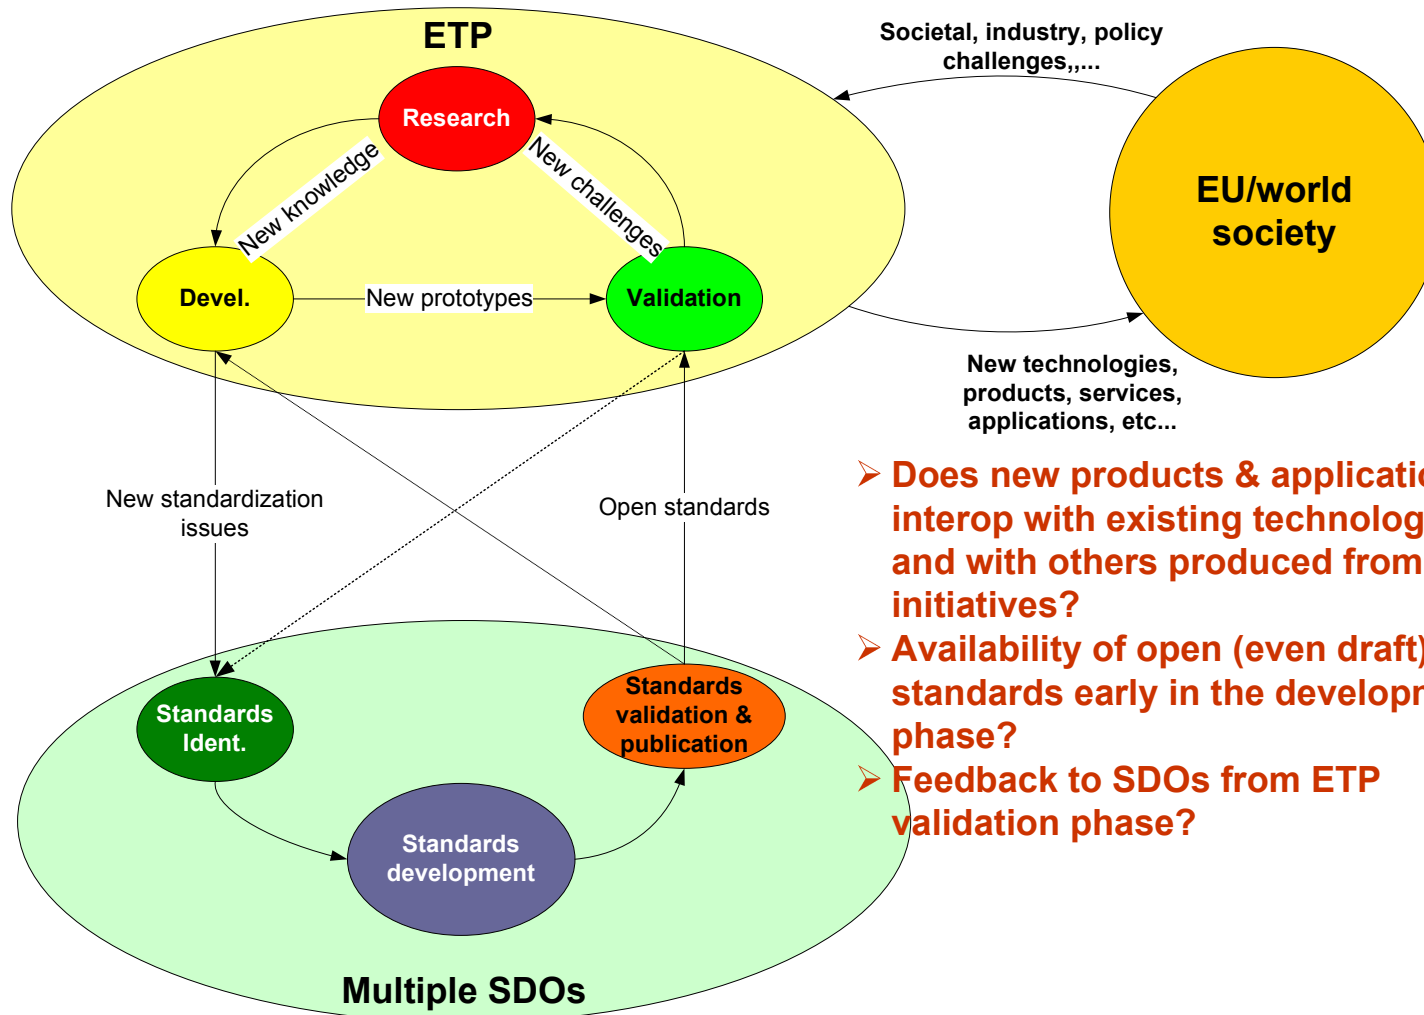 ETP
Societal, industry, policy
challenges,,...
Research
EU/world
society
New knowledge
New challenges
Devel.
New prototypes
Validation
New technologies,
products, services,
applications, etc...
New standardization
issues
Open standards
➢ Does new products & applicatio
interop with existing technolog
and with others produced from
initiatives?
➢ Availability of open (even draft)
standards early in the developm
phase?
➢ Feedback to SDOs from ETP
validation phase?
Standards
Ident.
Standards
validation &
publication
Standards
development
Multiple SDOs